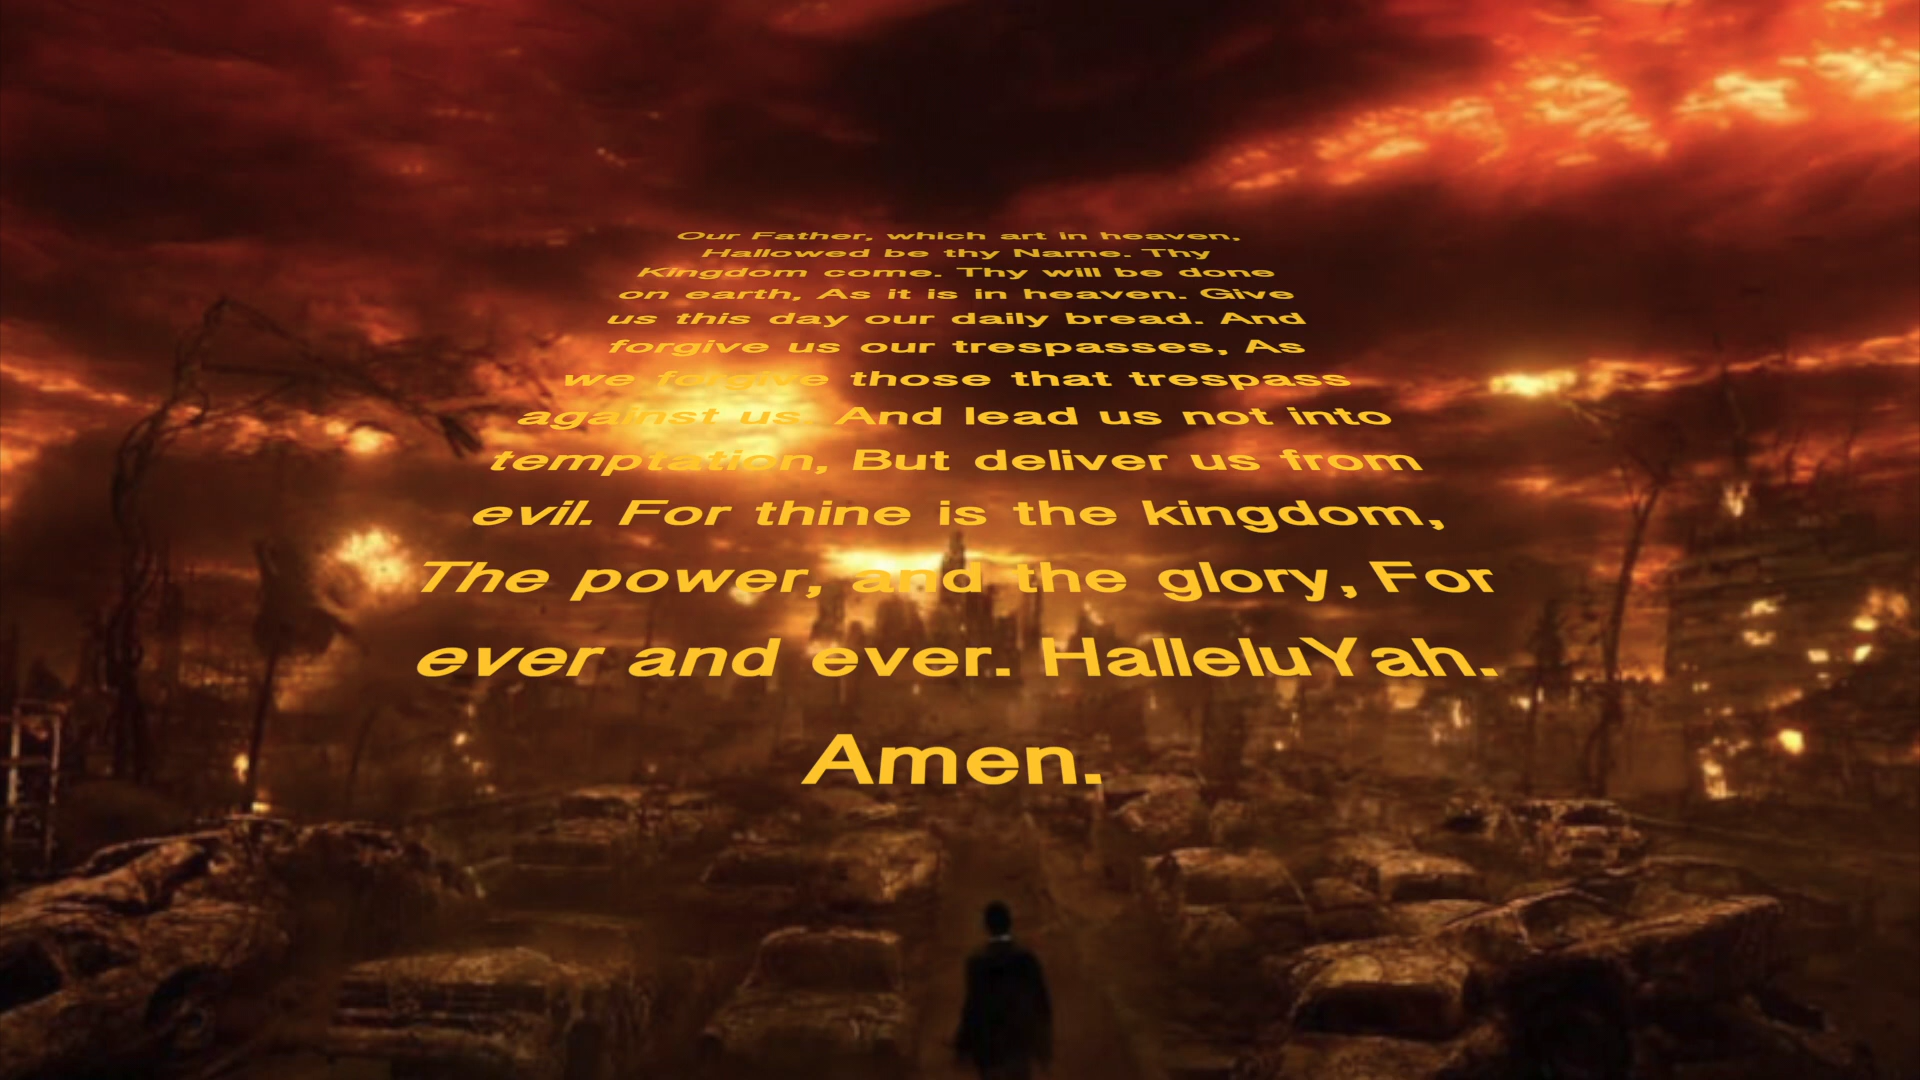 Our Father, which art in heaven,
Hallowed be thy Name. Thy
Kingdom come. Thy will be done
on earth, As it is in heaven. Give
us this day our daily bread. And
forgive us our trespasses, As
we forgive those that trespass
against us. And lead us not into
temptation, But deliver us from
evil. For thine is the kingdom,
The power, and the glory, For
ever and ever. HalleluYah.
Amen.